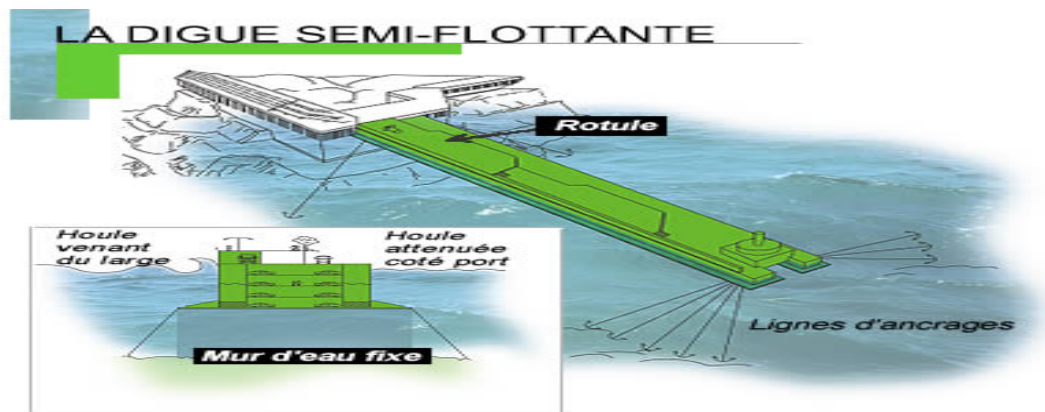 LA DIGUE SEMI-FLOTTANTE
Rotule
Houle
venant
du large
Houle
attenuée
coté port
Lignes d'ancrages
Mur d'eau fixe